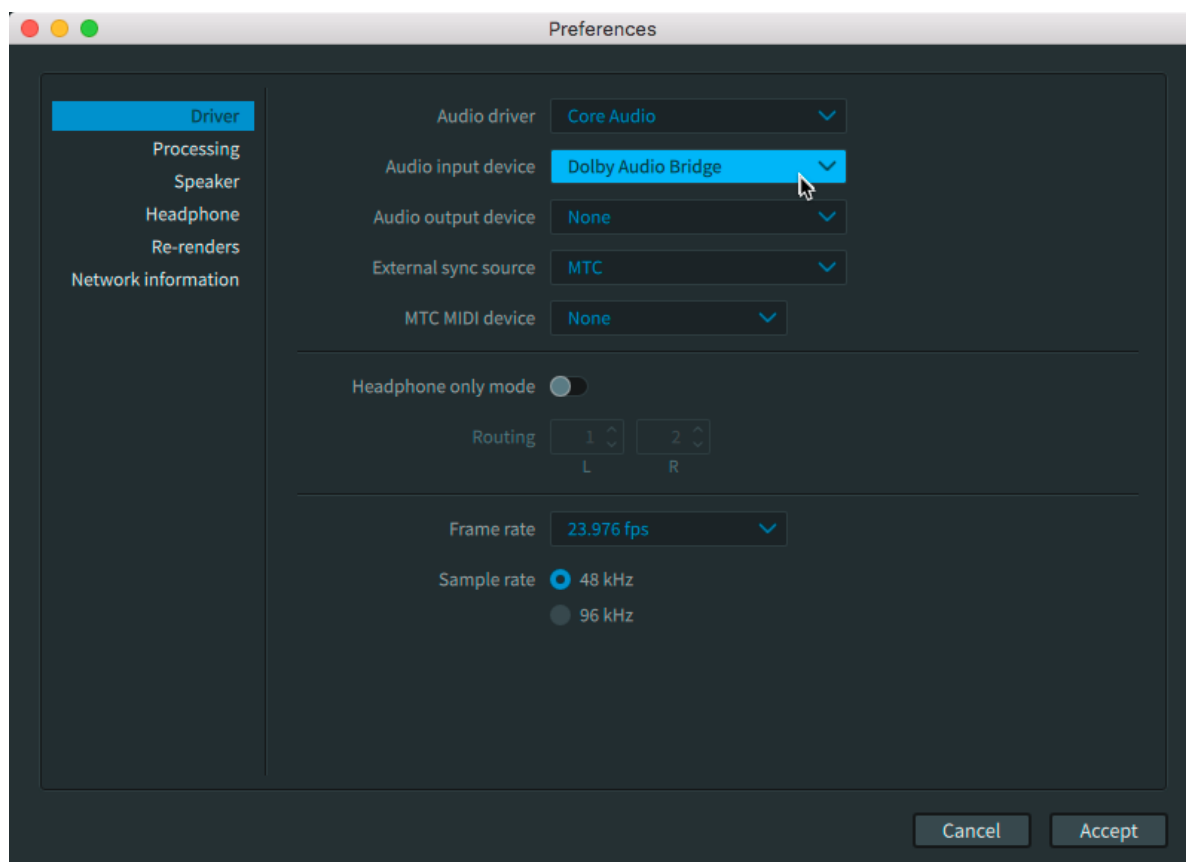 Preferences
Driver
Processing
Speaker
Headphone
Re-renders
Network information
Audio driver Core Audio
Audio input device Dolby Audio Bridge
Audio output device None
External sync source MTC
MTC MIDI device None
Headphone only mode
Routing 1 2
L R
Frame rate 23.976 fps
Sample rate 48 kHz
96 kHz
Cancel Accept